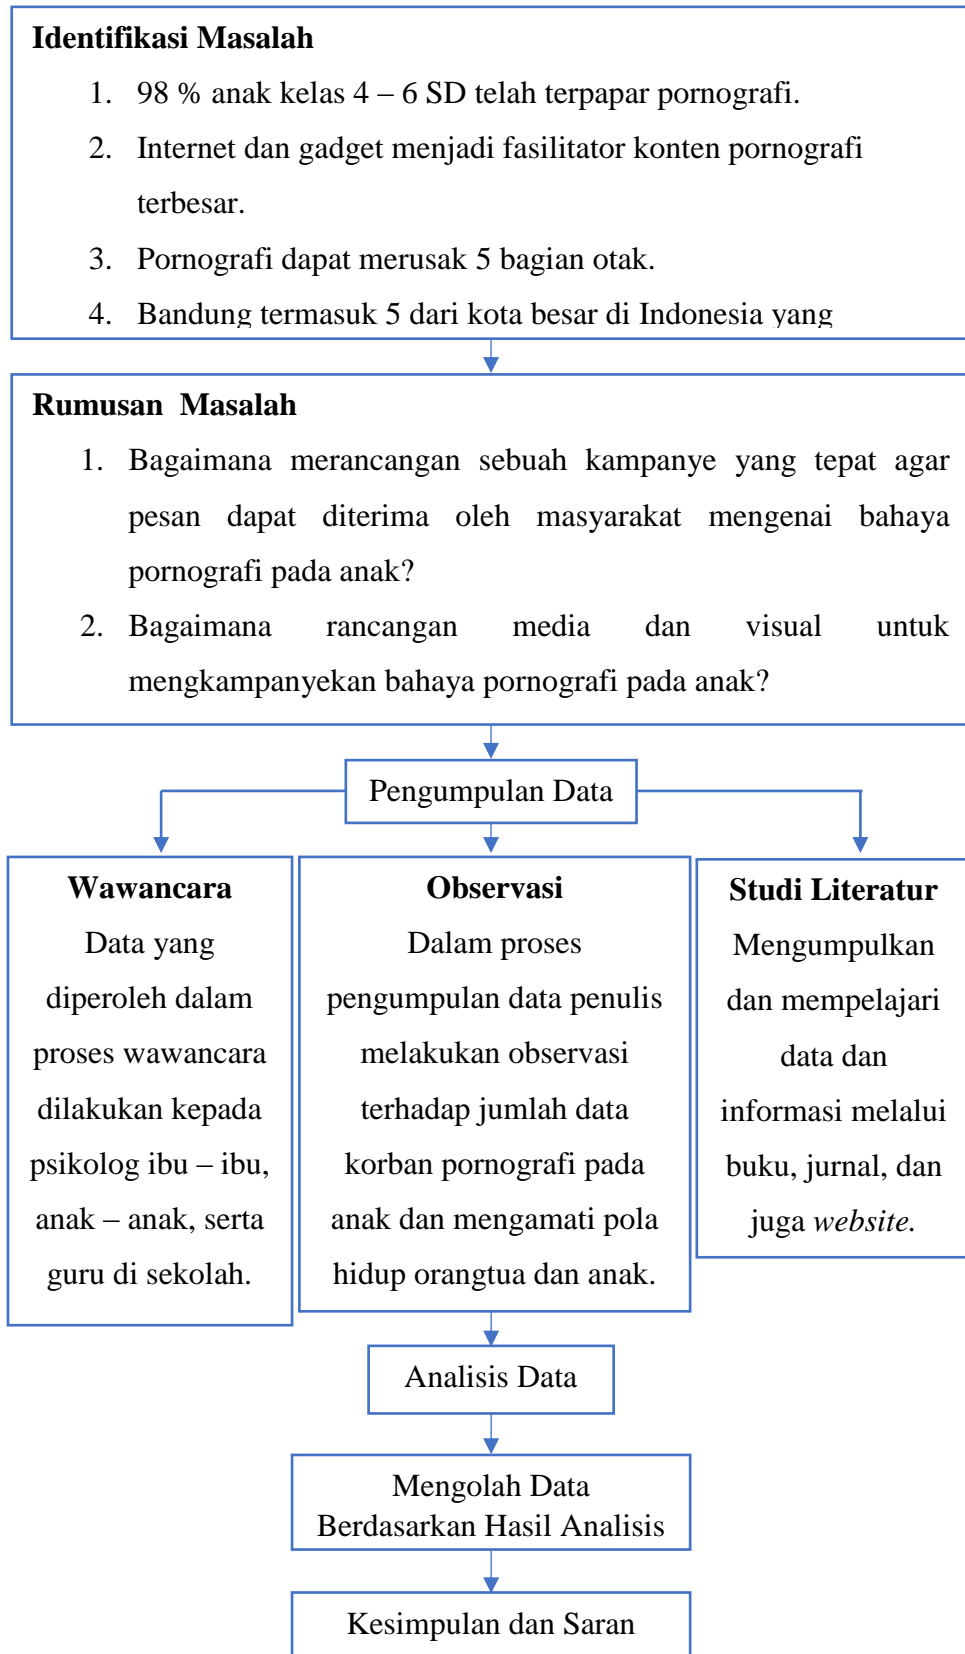 Identifikasi Masalah
1. 98 % anak kelas 4 – 6 SD telah terpapar pornografi.
2. Internet dan gadget menjadi fasilitator konten pornografi
terbesar.
3. Pornografi dapat merusak 5 bagian otak.
4. Bandung termasuk 5 dari kota besar di Indonesia yang
Rumusan Masalah
1. Bagaimana merancangan sebuah kampanye yang tepat agar
pesan dapat diterima oleh masyarakat mengenai bahaya
pornografi pada anak?
2. Bagaimana rancangan media dan visual untuk
mengkampanyekan bahaya pornografi pada anak?
Pengumpulan Data
Wawancara
Data yang
diperoleh dalam
proses wawancara
dilakukan kepada
psikolog ibu – ibu,
anak – anak, serta
guru di sekolah.
Observasi
Dalam proses
pengumpulan data penulis
melakukan observasi
terhadap jumlah data
korban pornografi pada
anak dan mengamati pola
hidup orangtua dan anak.
Studi Literatur
Mengumpulkan
dan mempelajari
data dan
informasi melalui
buku, jurnal, dan
juga website.
Analisis Data
Mengolah Data
Berdasarkan Hasil Analisis
Kesimpulan dan Saran